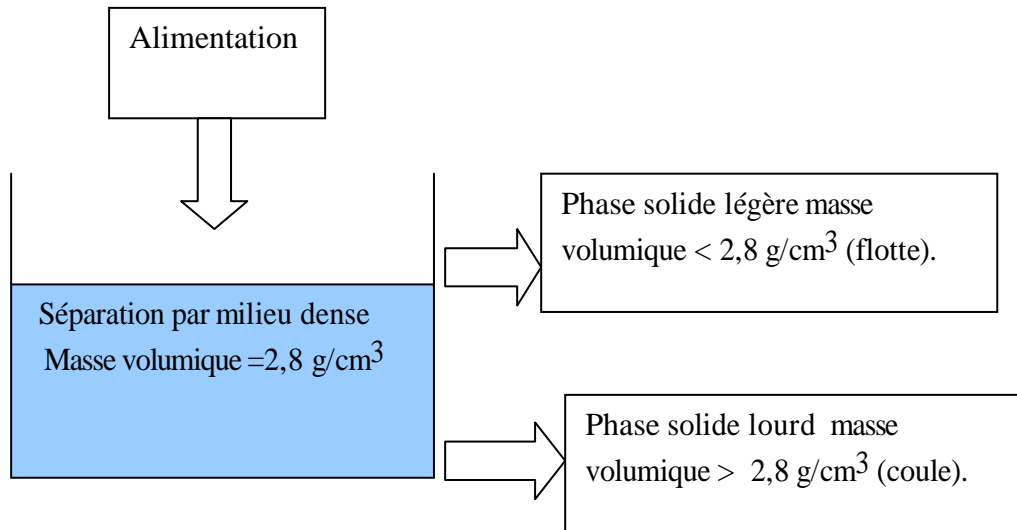 Alimentation
Phase solide légère masse
volumique < 2,8 g/cm³ (flotte).
Séparation par milieu dense
Masse volumique =2,8 g/cm³
Phase solide lourd masse
volumique > 2,8 g/cm³ (coule).